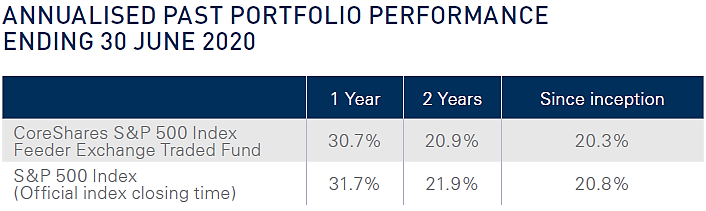 ANNUALISED PAST PORTFOLIO PERFORMANCE
ENDING 30 JUNE 2020
1 Year 2 Years Since inception
CoreShares S&P 500 Index
Feeder Exchange Traded Fund 30.7% 20.9% 20.3%
S&P 500 Index
(Official index closing time) 31.7% 21.9% 20.8%